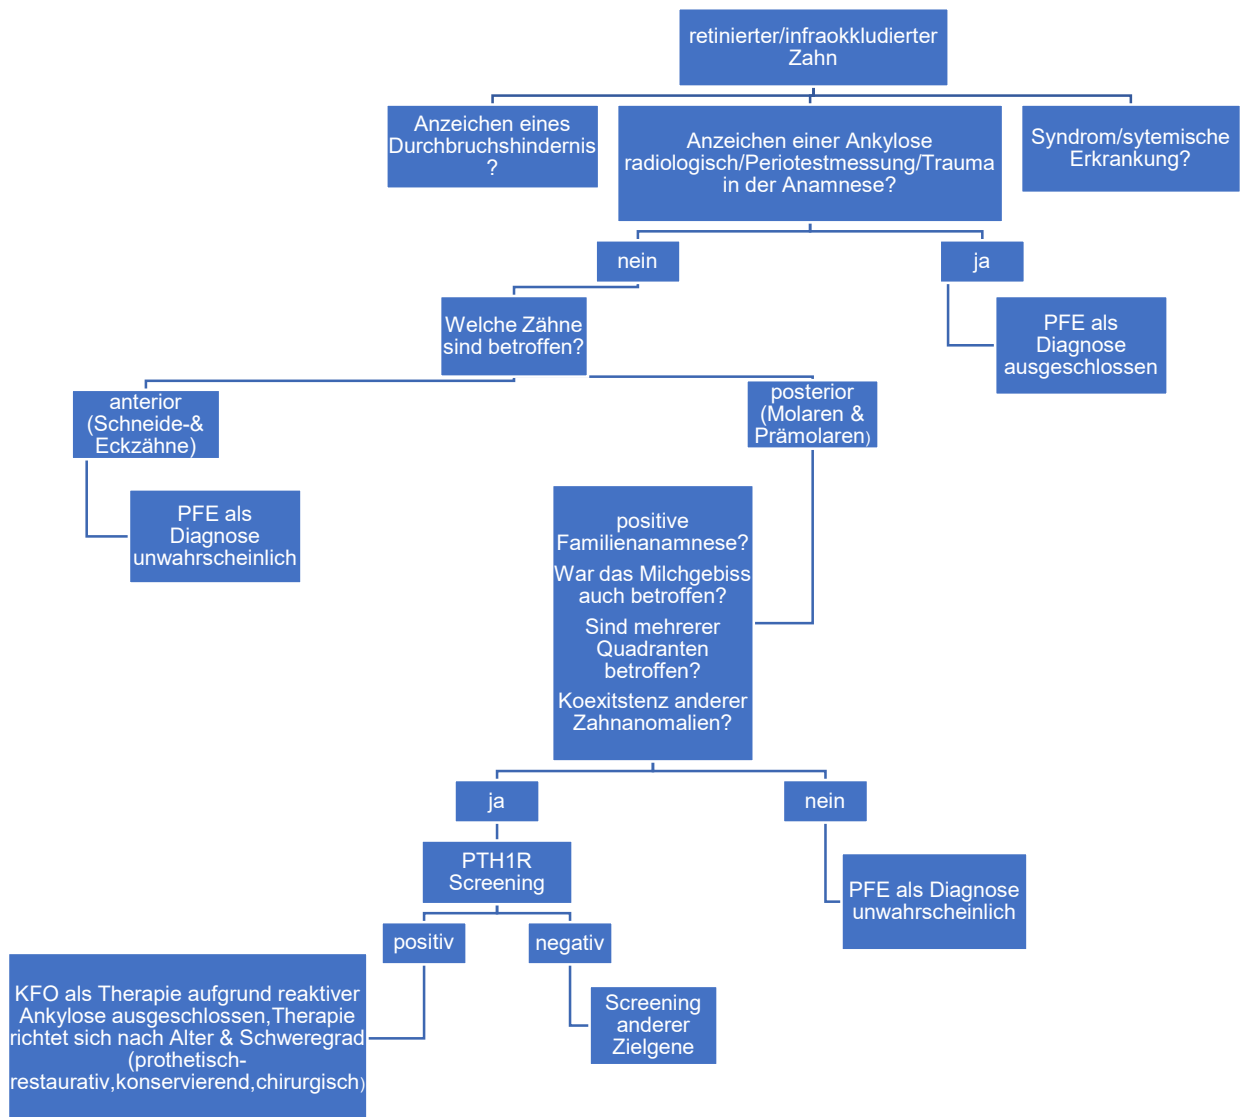 retinierter/infraokkludierter
Zahn
Anzeichen eines
Durchbruchshindernis
?
Anzeichen einer Ankylose
radiologisch/Periotestmessung/Trauma
in der Anamnese?
Syndrom/sytemische
Erkrankung?
nein
ja
Welche Zähne
sind betroffen?
PFE als
Diagnose
ausgeschlossen
anterior
(Schneide-&
Eckzähne)
posterior
(Molaren &
Prämolaren)
PFE als
Diagnose
unwahrscheinlich
positive
Familienanamnese?
War das Milchgebiss
auch betroffen?
Sind mehrerer
Quadranten
betroffen?
Koexitstenz anderer
Zahnanomalien?
ja
nein
PTH1R
Screening
PFE als Diagnose
unwahrscheinlich
positiv
negativ
KFO als Therapie aufgrund reaktiver
Ankylose ausgeschlossen,Therapie
richtet sich nach Alter & Schweregrad
(prothetisch-
restaurativ,konservierend,chirurgisch)
Screening
anderer
Zielgene